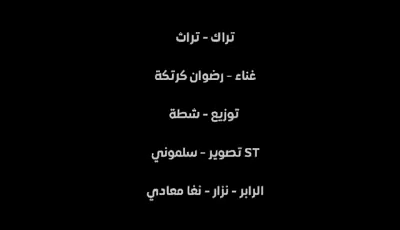 تراك - تراث
غناء - رضوان كرتكة
توزيع - شطة
ST تصوير - سلموني
الرابر - نزار - نغا معادي